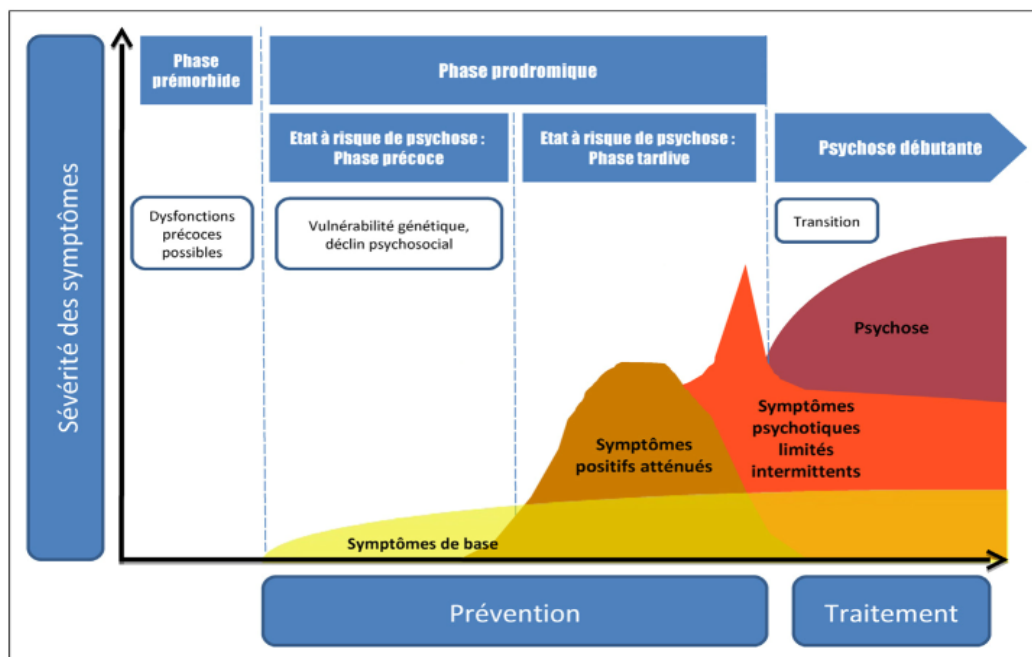 Sévérité des symptômes
Phase
prémorbide
Phase prodromique
Etat à risque de psychose :
Phase précoce
Etat à risque de psychose :
Phase tardive
Psychose débutante
Dysfonctions
précoces
possibles
Vulnérabilité génétique,
déclin psychosocial
Transition
Psychose
Symptômes
positifs atténués
Symptômes
psychotiques
limités
intermittents
Symptômes de base
Prévention
Traitement